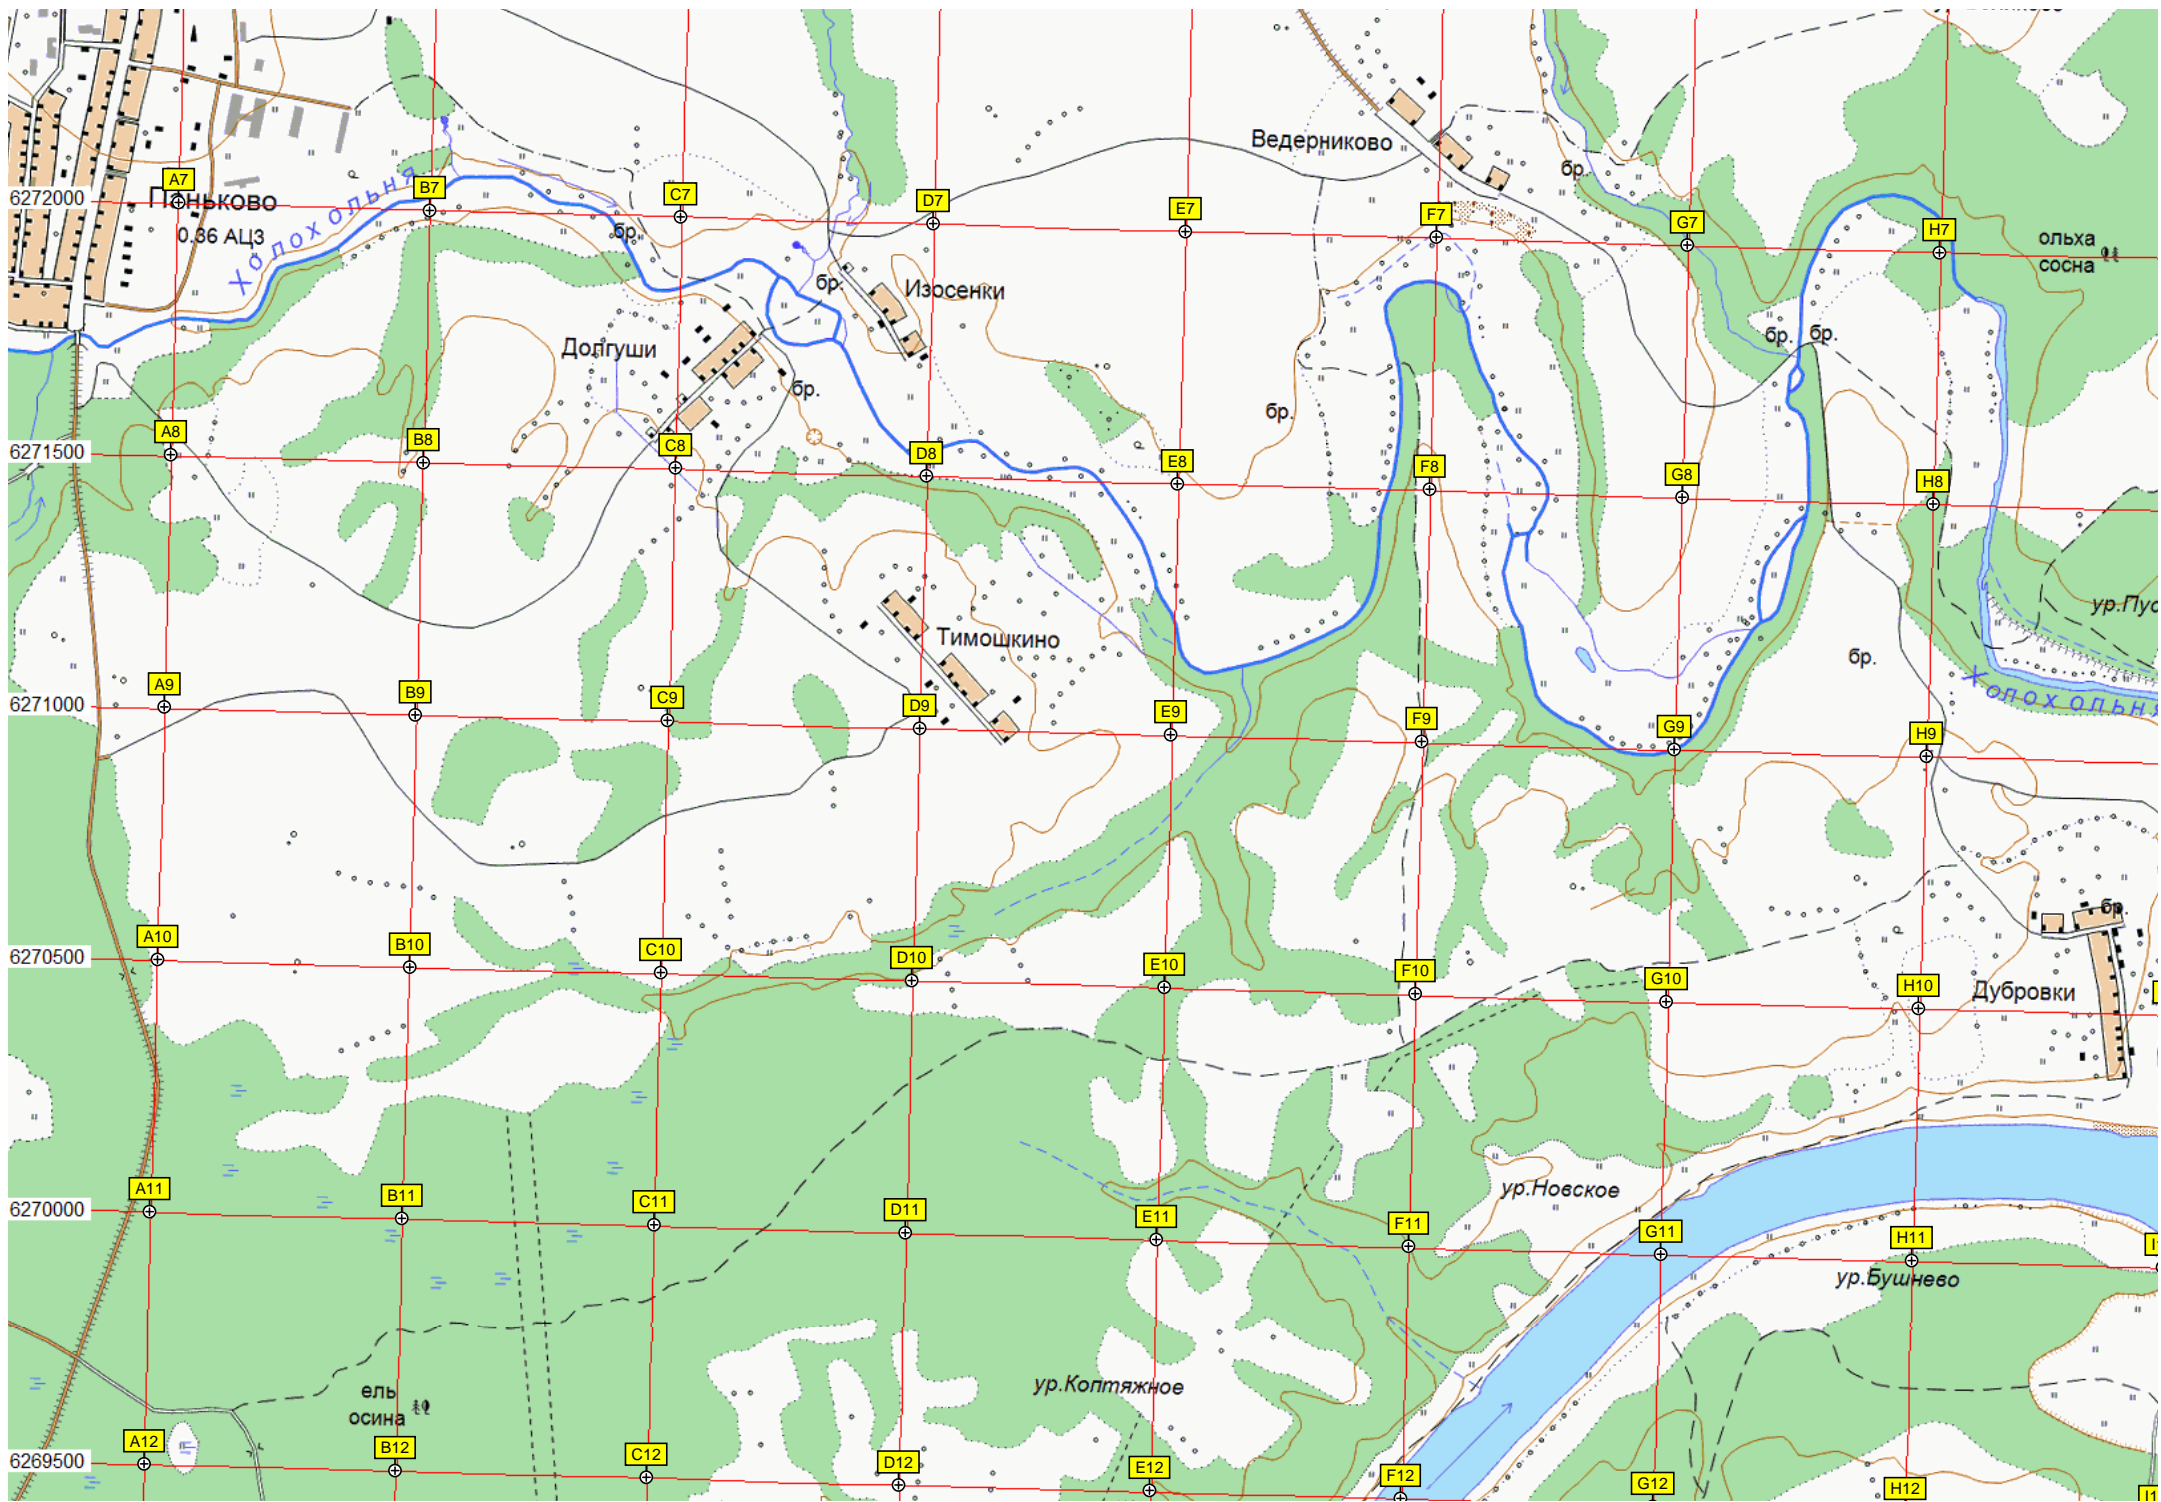 Ведерниково
бр.
A7
B7
C7
D7
E7
F7
G7
H7
6272000
Поньково
0.36 АЦЗ
Холохольня
бр.
ольха
сосна
бр.
Изосенки
Долгуши
бр.
бр.
бр.
бр.
A8
B8
C8
D8
E8
F8
G8
H8
6271500
Тимошкино
бр.
Холохольня
A9
B9
C9
D9
E9
F9
G9
H9
6271000
бр.
A10
B10
C10
D10
E10
F10
G10
H10
6270500
Дубровки
ур.Новское
A11
B11
C11
D11
E11
F11
G11
H11
6270000
ур.Бушнево
ур.Коптяжное
ель
осина
A12
B12
C12
D12
E12
F12
G12
H12
6269500